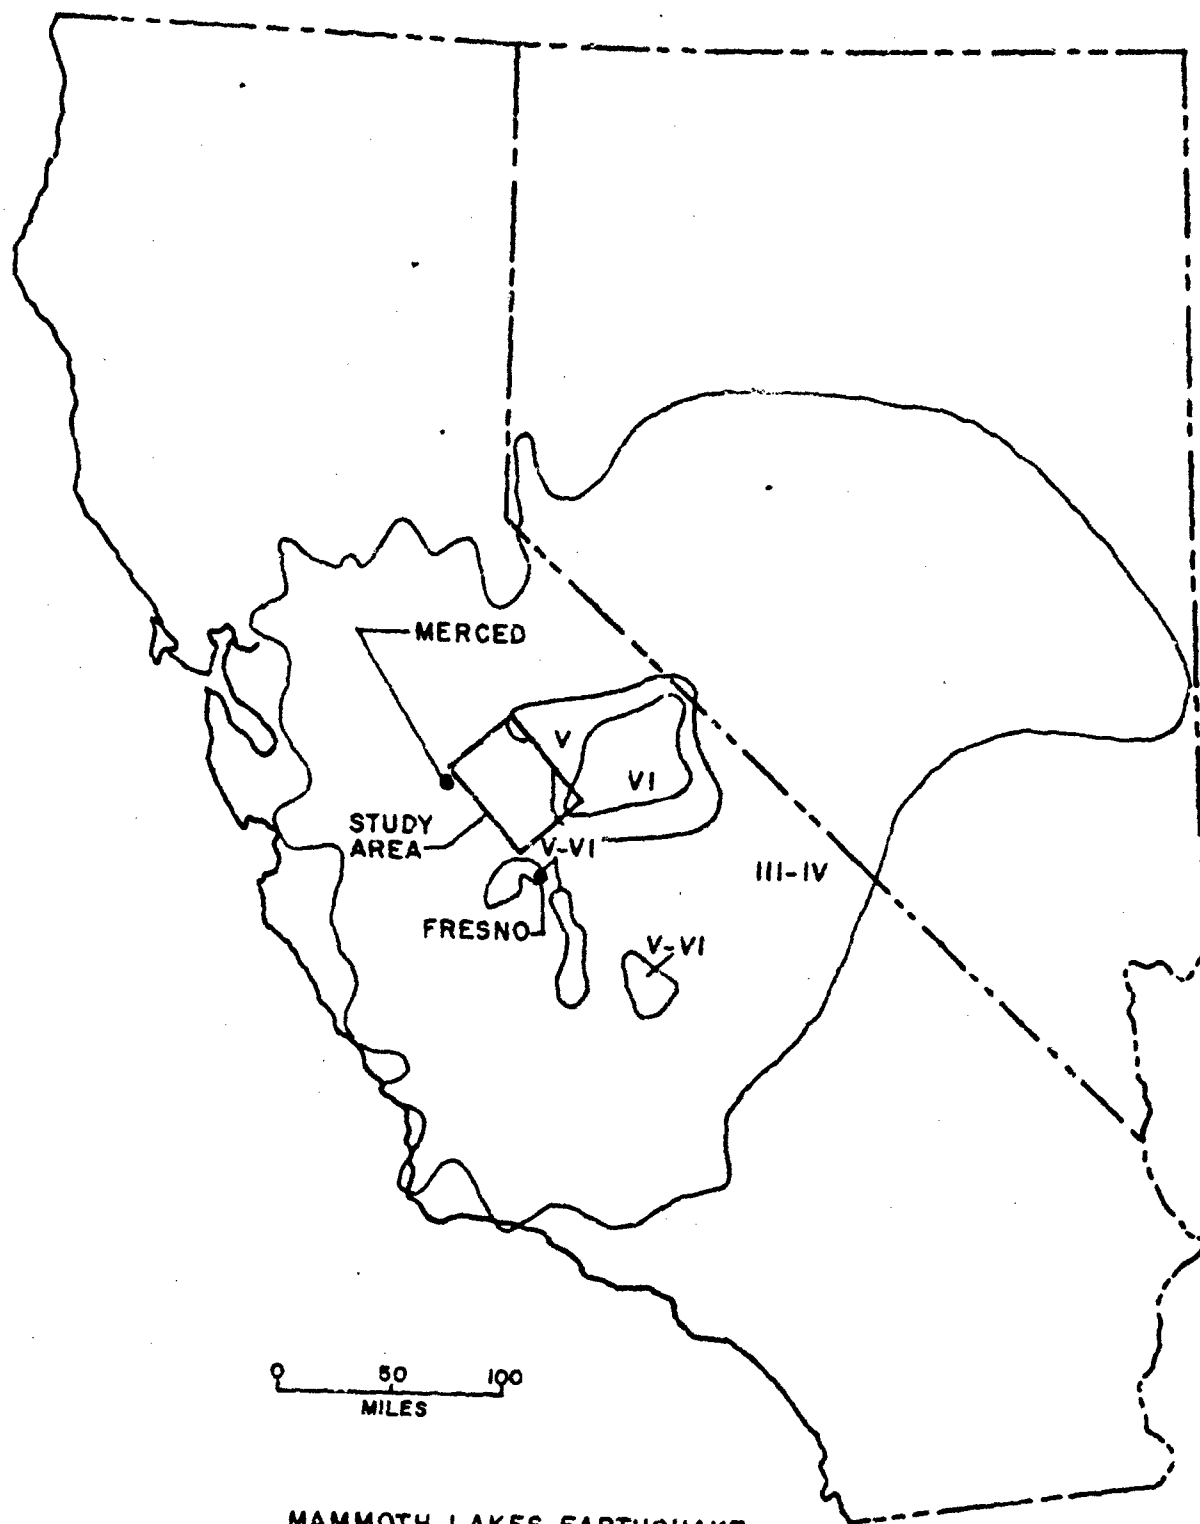 MERCED
V
VI
STUDY
AREA
V-VI
III-IV
FRESNO
V-VI
0 50 100
MILES
MAMMOTH LAKES EARTHQUAKE